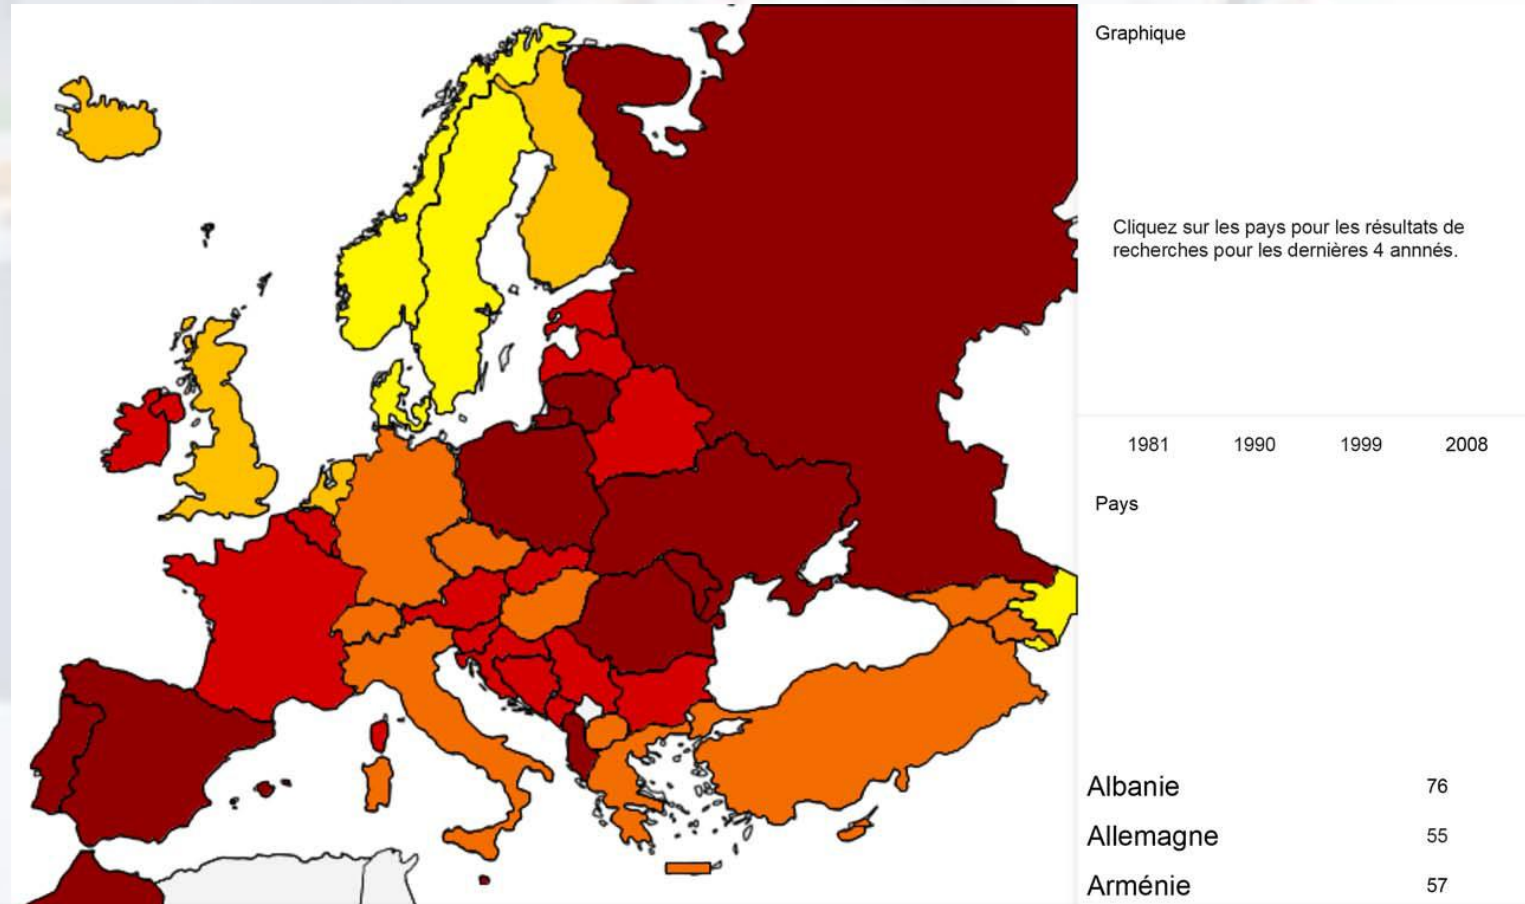 Graphique
Cliquez sur les pays pour les résultats de
recherches pour les dernières 4 annnés.
1981 1990 1999 2008
Pays
Albanie 76
Allemagne 55
Arménie 57